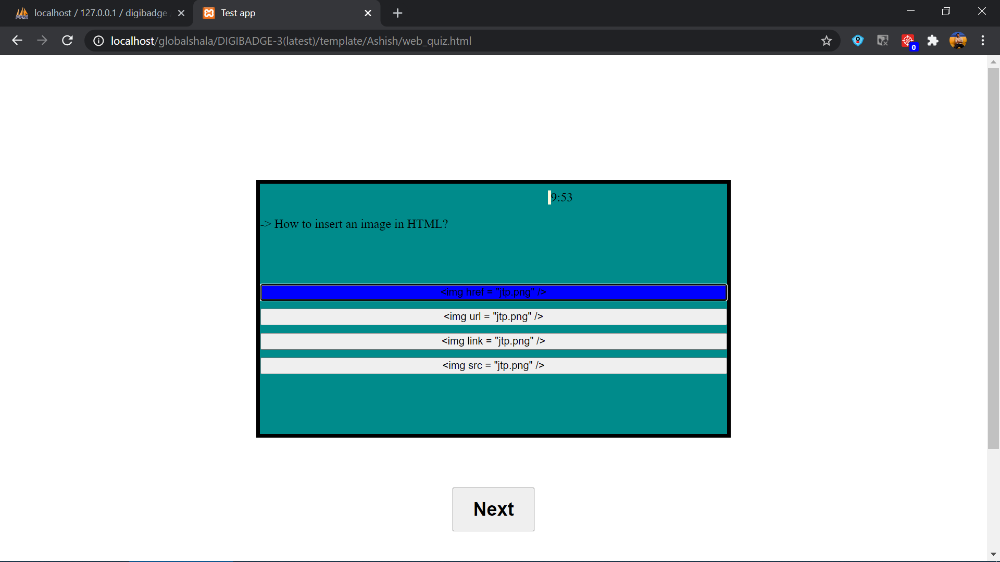 localhost / 127.0.0.1 / digibadge
Test app
localhost/globalshala/DIGIBADGE-3(latest)/template/Ashish/web_quiz.html
0
9:53
-> How to insert an image in HTML?
<img href = "jtp.png" />
<img url = "jtp.png" />
<img link = "jtp.png" />
<img src = "jtp.png" />
Next